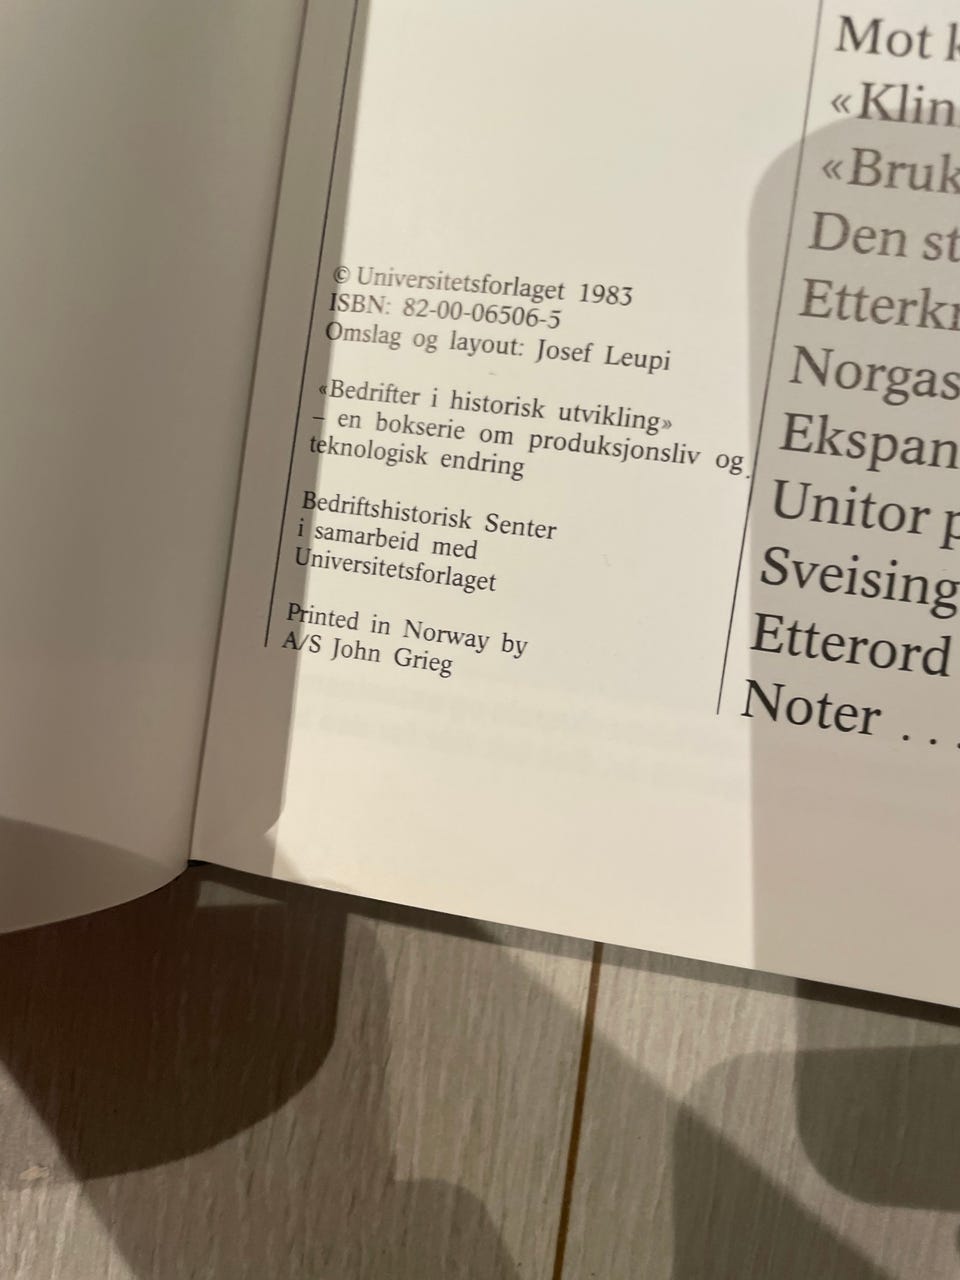 © Universitetsforlaget 1983
ISBN: 82-00-06506-5
Omslag og layout: Josef Leupi
«Bedrifter i historisk utvikling»
– en bokserie om produksjonsliv og
teknologisk endring
Bedriftshistorisk Senter
i samarbeid med
Universitetsforlaget
Printed in Norway by
A/S John Grieg
Mot
«Klin
«Bruk
Den st
Etterkr
Norgas
Ekspan
Unitor p
Sveising
Etterord
Noter . . .